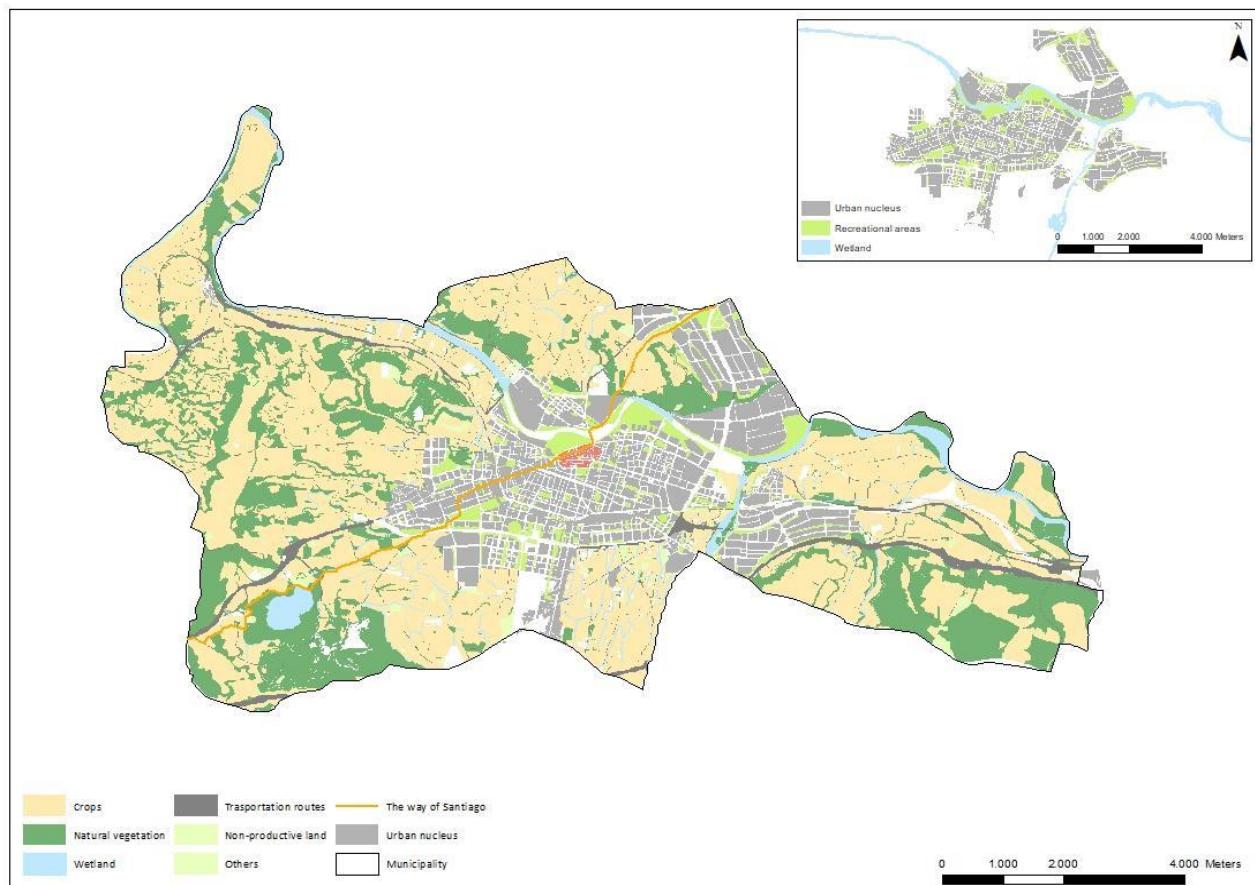 N
Urban nucleus
Recreational areas
Wetland
0 1.000 2.000 4.000 Meters
Crops
Trasportation routes
The way of Santiago
Natural vegetation
Non-productive land
Urban nucleus
Wetland
Others
Municipality
0 1.000 2.000 4.000 Meters